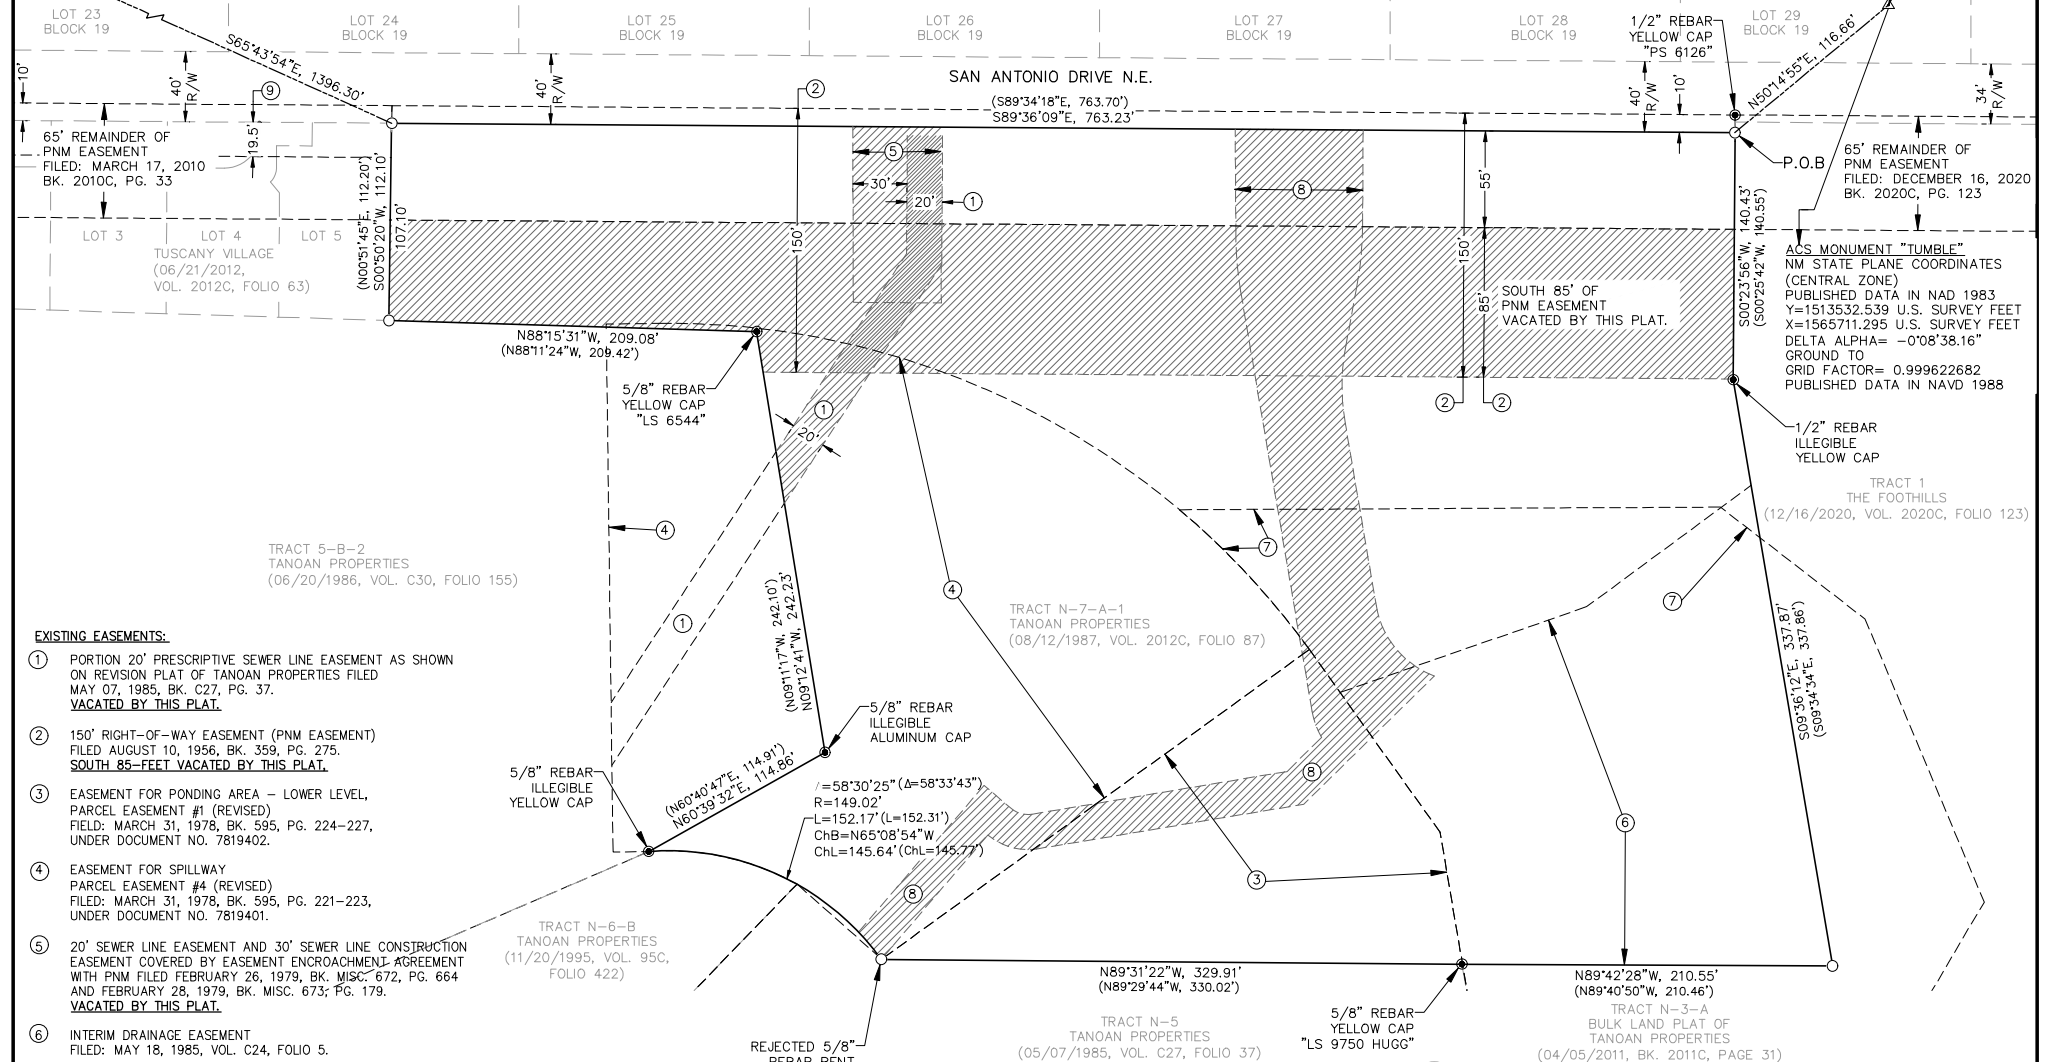 LOT 23
BLOCK 19
LOT 24
BLOCK 19
LOT 25
BLOCK 19
LOT 26
BLOCK 19
LOT 27
BLOCK 19
LOT 28
BLOCK 19
LOT 29
BLOCK 19
1/2" REBAR
YELLOW CAP
"PS 6126"
S65°43'54"E, 1396.30'
N50°14'55"E, 116.66'
10'
40'
R/W
9
19.5'
40'
R/W
SAN ANTONIO DRIVE N.E.
(S89°34'18"E, 763.70')
S89°36'09"E, 763.23'
2
40'
R/W
10'
34'
R/W
65' REMAINDER OF
PNM EASEMENT
FILED: MARCH 17, 2010
BK. 2010C, PG. 33
(N00°51'45"E, 112.20')
S00°50'20"W, 112.10'
107.10'
5
30'
20'
1
8
150'
150'
55'
85'
P.O.B
65' REMAINDER OF
PNM EASEMENT
FILED: DECEMBER 16, 2020
BK. 2020C, PG. 123
S00°23'56"W, 140.43'
(S00°25'42"W, 140.55')
LOT 3
LOT 4
LOT 5
TUSCANY VILLAGE
(06/21/2012,
VOL. 2012C, FOLIO 63)
ACS MONUMENT "TUMBLE"
NM STATE PLANE COORDINATES
(CENTRAL ZONE)
PUBLISHED DATA IN NAD 1983
Y=1513532.539 U.S. SURVEY FEET
X=1565711.295 U.S. SURVEY FEET
DELTA ALPHA= -0°08'38.16"
GROUND TO
GRID FACTOR= 0.999622682
PUBLISHED DATA IN NAVD 1988
SOUTH 85' OF
PNM EASEMENT
VACATED BY THIS PLAT.
N88°15'31"W, 209.08'
(N88°11'24"W, 209.42')
5/8" REBAR
YELLOW CAP
"LS 6544"
1
20'
2
2
1/2" REBAR
ILLEGIBLE
YELLOW CAP
TRACT 1
THE FOOTHILLS
(12/16/2020, VOL. 2020C, FOLIO 123)
4
7
TRACT 5-B-2
TANOAN PROPERTIES
(06/20/1986, VOL. C30, FOLIO 155)
4
7
TRACT N-7-A-1
TANOAN PROPERTIES
(08/12/1987, VOL. 2012C, FOLIO 87)
1
(N09°11'17"W, 242.10')
N09°12'41"W, 242.23'
S09°36'12"E, 337.87'
(S09°34'34"E, 337.86')
EXISTING EASEMENTS:
1 PORTION 20' PRESCRIPTIVE SEWER LINE EASEMENT AS SHOWN
ON REVISION PLAT OF TANOAN PROPERTIES FILED
MAY 07, 1985, BK. C27, PG. 37.
VACATED BY THIS PLAT.
2 150' RIGHT-OF-WAY EASEMENT (PNM EASEMENT)
FILED AUGUST 10, 1956, BK. 359, PG. 275.
SOUTH 85-FEET VACATED BY THIS PLAT.
3 EASEMENT FOR PONDING AREA - LOWER LEVEL,
PARCEL EASEMENT #1 (REVISED)
FIELD: MARCH 31, 1978, BK. 595, PG. 224-227,
UNDER DOCUMENT NO. 7819402.
4 EASEMENT FOR SPILLWAY
PARCEL EASEMENT #4 (REVISED)
FILED: MARCH 31, 1978, BK. 595, PG. 221-223,
UNDER DOCUMENT NO. 7819401.
5 20' SEWER LINE EASEMENT AND 30' SEWER LINE CONSTRUCTION
EASEMENT COVERED BY EASEMENT ENCROACHMENT AGREEMENT
WITH PNM FILED FEBRUARY 26, 1979, BK. MISC. 672, PG. 664
AND FEBRUARY 28, 1979, BK. MISC. 673, PG. 179.
VACATED BY THIS PLAT.
6 INTERIM DRAINAGE EASEMENT
FILED: MAY 18, 1985, VOL. C24, FOLIO 5.
5/8" REBAR
ILLEGIBLE
ALUMINUM CAP
5/8" REBAR
ILLEGIBLE
YELLOW CAP
(N60°40'47"E, 114.91')
N60°39'32"E, 114.86'
=58°30'25" (Δ=58°33'43")
R=149.02'
L=152.17' (L=152.31')
ChB=N65°08'54"W
ChL=145.64' (ChL=145.77')
8
6
3
8
TRACT N-6-B
TANOAN PROPERTIES
(11/20/1995, VOL. 95C,
FOLIO 422)
N89°31'22"W, 329.91'
(N89°29'44"W, 330.02')
N89°42'28"W, 210.55'
(N89°40'50"W, 210.46')
REJECTED 5/8"
REBAR BENT
TRACT N-5
TANOAN PROPERTIES
(05/07/1985, VOL. C27, FOLIO 37)
5/8" REBAR
YELLOW CAP
"LS 9750 HUGG"
TRACT N-3-A
BULK LAND PLAT OF
TANOAN PROPERTIES
(04/05/2011, BK. 2011C, PAGE 31)